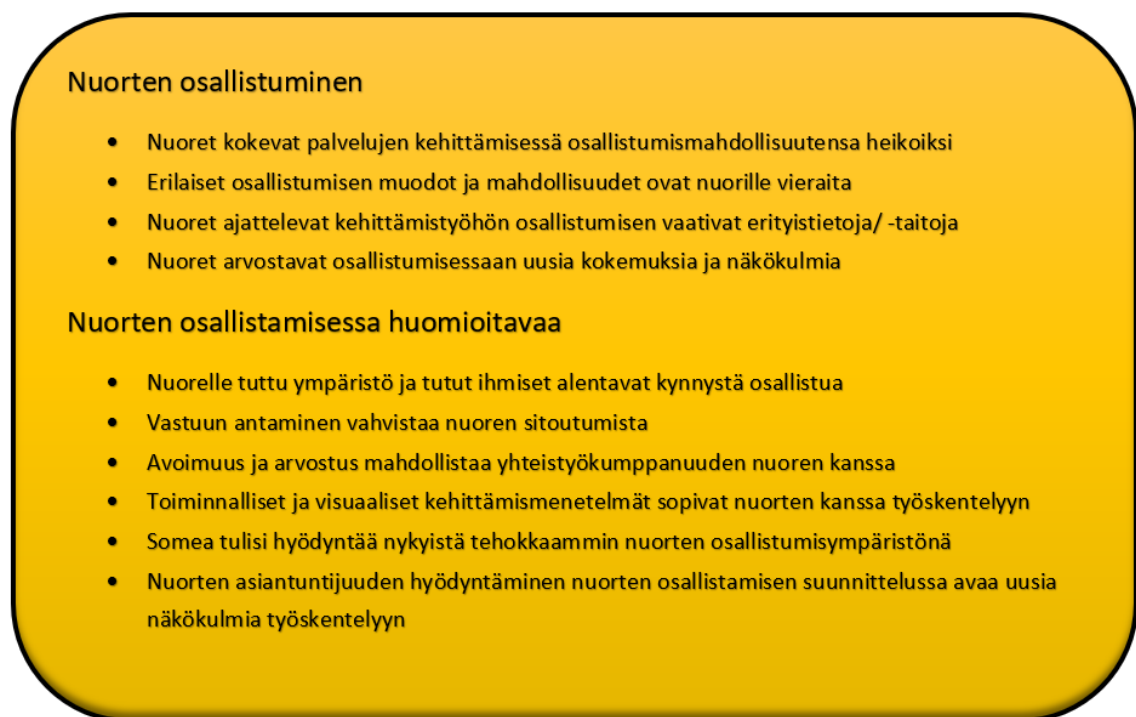 Nuorten osallistuminen
• Nuoret kokevat palvelujen kehittämisessä osallistumismahdollisuutensa heikoiksi
• Erilaiset osallistumisen muodot ja mahdollisuudet ovat nuorille vieraita
• Nuoret ajattelevat kehittämistyöhön osallistumisen vaativat erityistietoja/ -taitoja
• Nuoret arvostavat osallistumisessaan uusia kokemuksia ja näkökulmia
Nuorten osallistamisessa huomioitavaa
• Nuorelle tuttu ympäristö ja tutut ihmiset alentavat kynnystä osallistua
• Vastuun antaminen vahvistaa nuoren sitoutumista
• Avoimuus ja arvostus mahdollistaa yhteistyökumppanuuden nuoren kanssa
• Toiminnalliset ja visuaaliset kehittämismenetelmät sopivat nuorten kanssa työskentelyyn
• Somea tulisi hyödyntää nykyistä tehokkaammin nuorten osallistumisympäristönä
• Nuorten asiantuntijuuden hyödyntäminen nuorten osallistamisen suunnittelussa avaa uusia
näkökulmia työskentelyyn